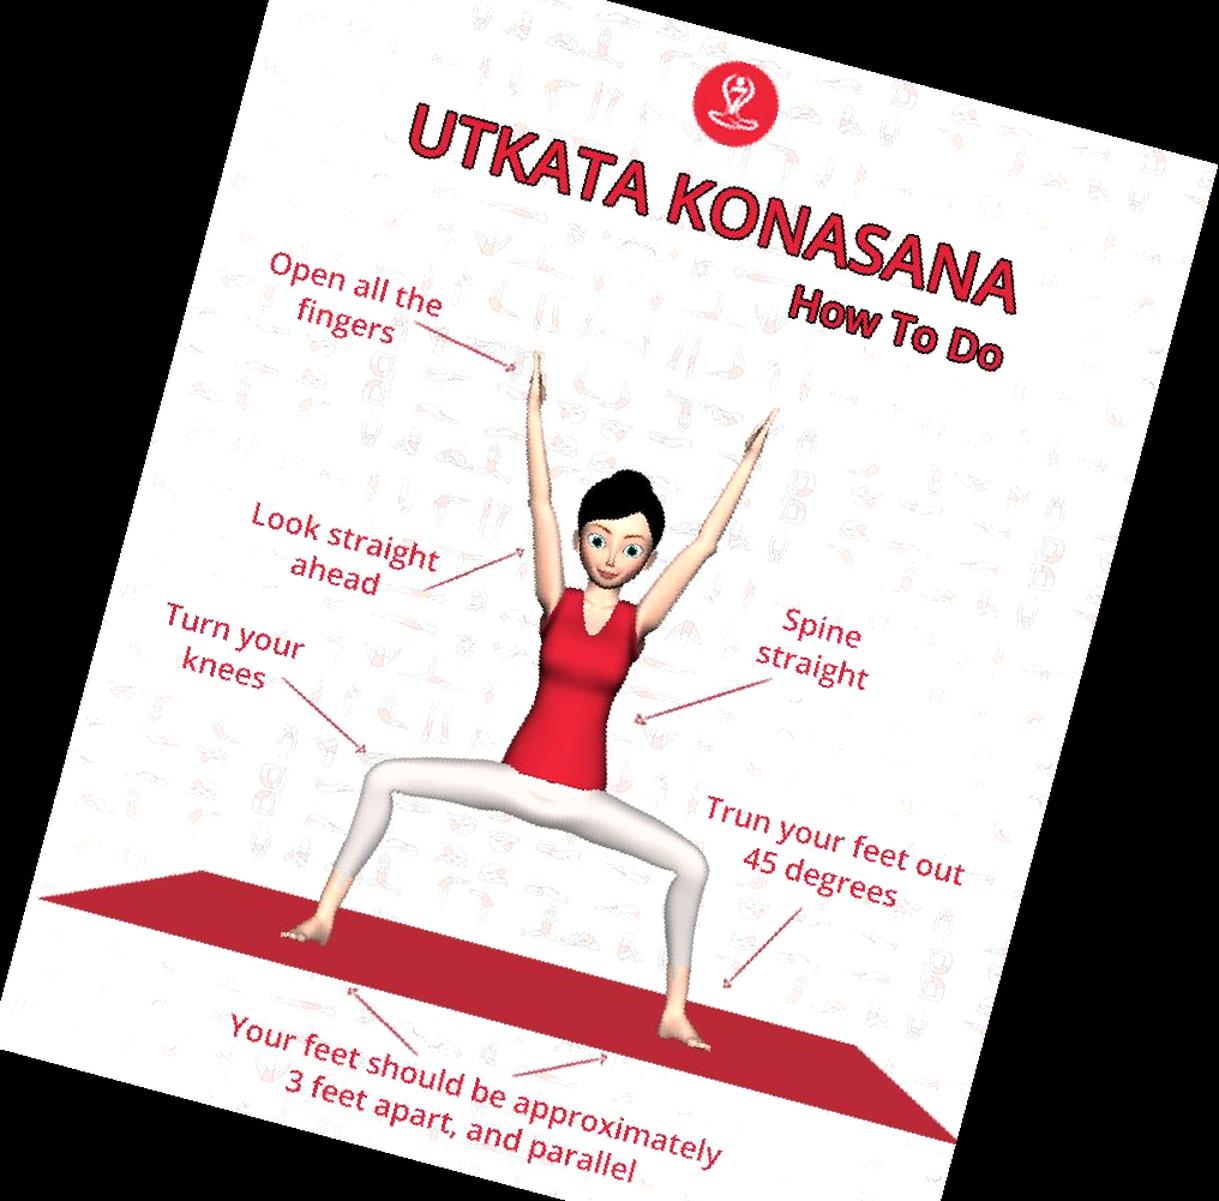 UTKATA KONASANA
How To Do
Open all the
fingers
Look straight
ahead
Turn your
knees
Spine
straight
Trun your feet out
45 degrees
Your feet should be approximately
3 feet apart, and parallel